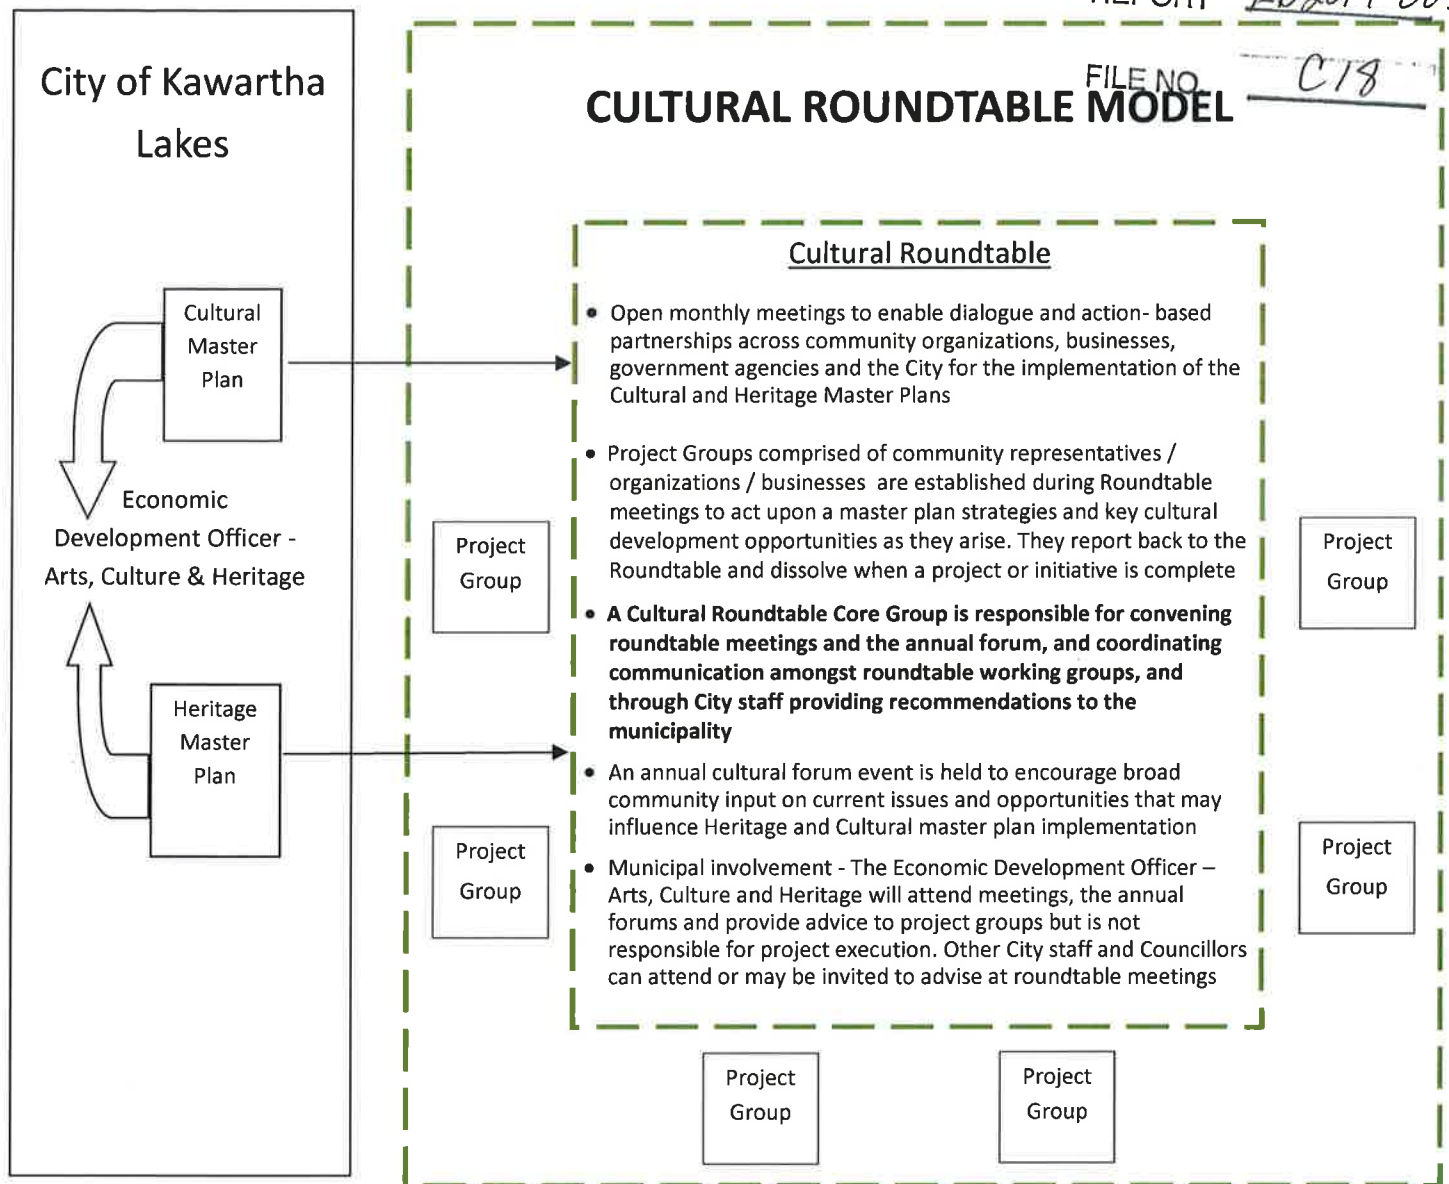 REPORT
FILE NO. C18
City of Kawartha
Lakes
CULTURAL ROUNDTABLE MODEL
Cultural
Master
Plan
Economic
Development Officer -
Arts, Culture & Heritage
Heritage
Master
Plan
Cultural Roundtable
• Open monthly meetings to enable dialogue and action- based
partnerships across community organizations, businesses,
government agencies and the City for the implementation of the
Cultural and Heritage Master Plans
• Project Groups comprised of community representatives /
organizations / businesses are established during Roundtable
meetings to act upon a master plan strategies and key cultural
development opportunities as they arise. They report back to the
Roundtable and dissolve when a project or initiative is complete
• A Cultural Roundtable Core Group is responsible for convening
roundtable meetings and the annual forum, and coordinating
communication amongst roundtable working groups, and
through City staff providing recommendations to the
municipality
• An annual cultural forum event is held to encourage broad
community input on current issues and opportunities that may
influence Heritage and Cultural master plan implementation
• Municipal involvement - The Economic Development Officer –
Arts, Culture and Heritage will attend meetings, the annual
forums and provide advice to project groups but is not
responsible for project execution. Other City staff and Councillors
can attend or may be invited to advise at roundtable meetings
Project
Group
Project
Group
Project
Group
Project
Group
Project
Group
Project
Group